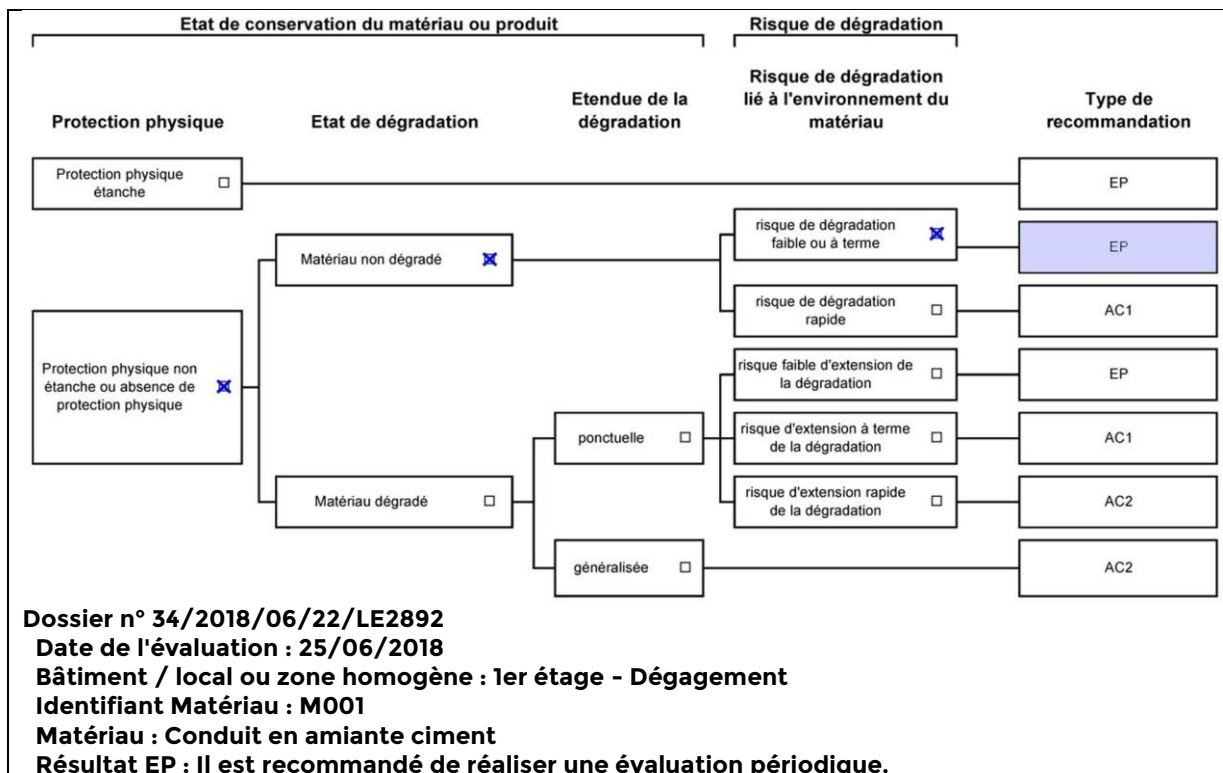 Etat de conservation du matériau ou produit
Risque de dégradation
Protection physique
Etat de dégradation
Etendue de la
dégradation
Risque de dégradation
lié à l'environnement du
matériau
Type de
recommandation
Protection physique
étanche
EP
Protection physique non
étanche ou absence de
protection physique
Matériau non dégradé
risque de dégradation
faible ou à terme
EP
risque de dégradation
rapide
AC1
Matériau dégradé
ponctuelle
risque faible d'extension de
la dégradation
EP
risque d'extension à terme
de la dégradation
AC1
risque d'extension rapide
de la dégradation
AC2
généralisée
AC2
Dossier n° 34/2018/06/22/LE2892
Date de l'évaluation : 25/06/2018
Bâtiment / local ou zone homogène : 1er étage - Dégagement
Identifiant Matériau : M001
Matériau : Conduit en amiante ciment
Résultat EP : Il est recommandé de réaliser une évaluation périodique.